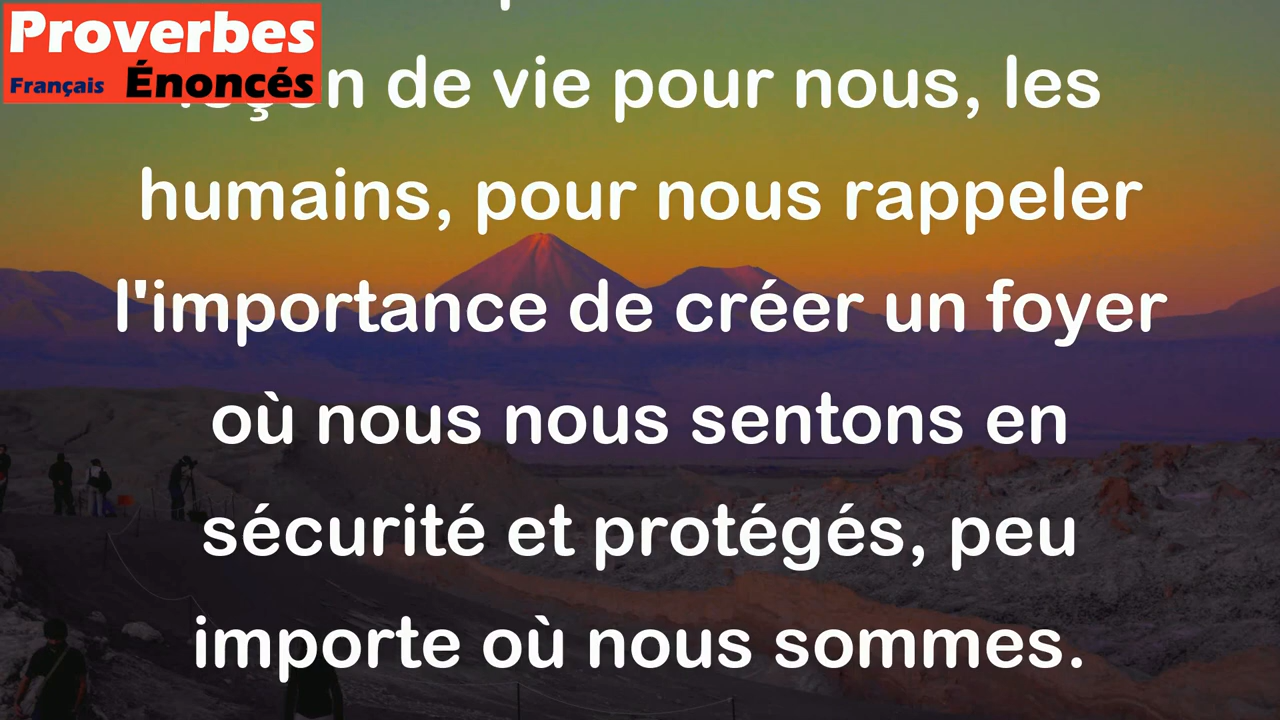 Proverbes
Français Énoncés
de vie pour nous, les
humains, pour nous rappeler
l'importance de créer un foyer
où nous nous sentons en
sécurité et protégés, peu
importe où nous sommes.